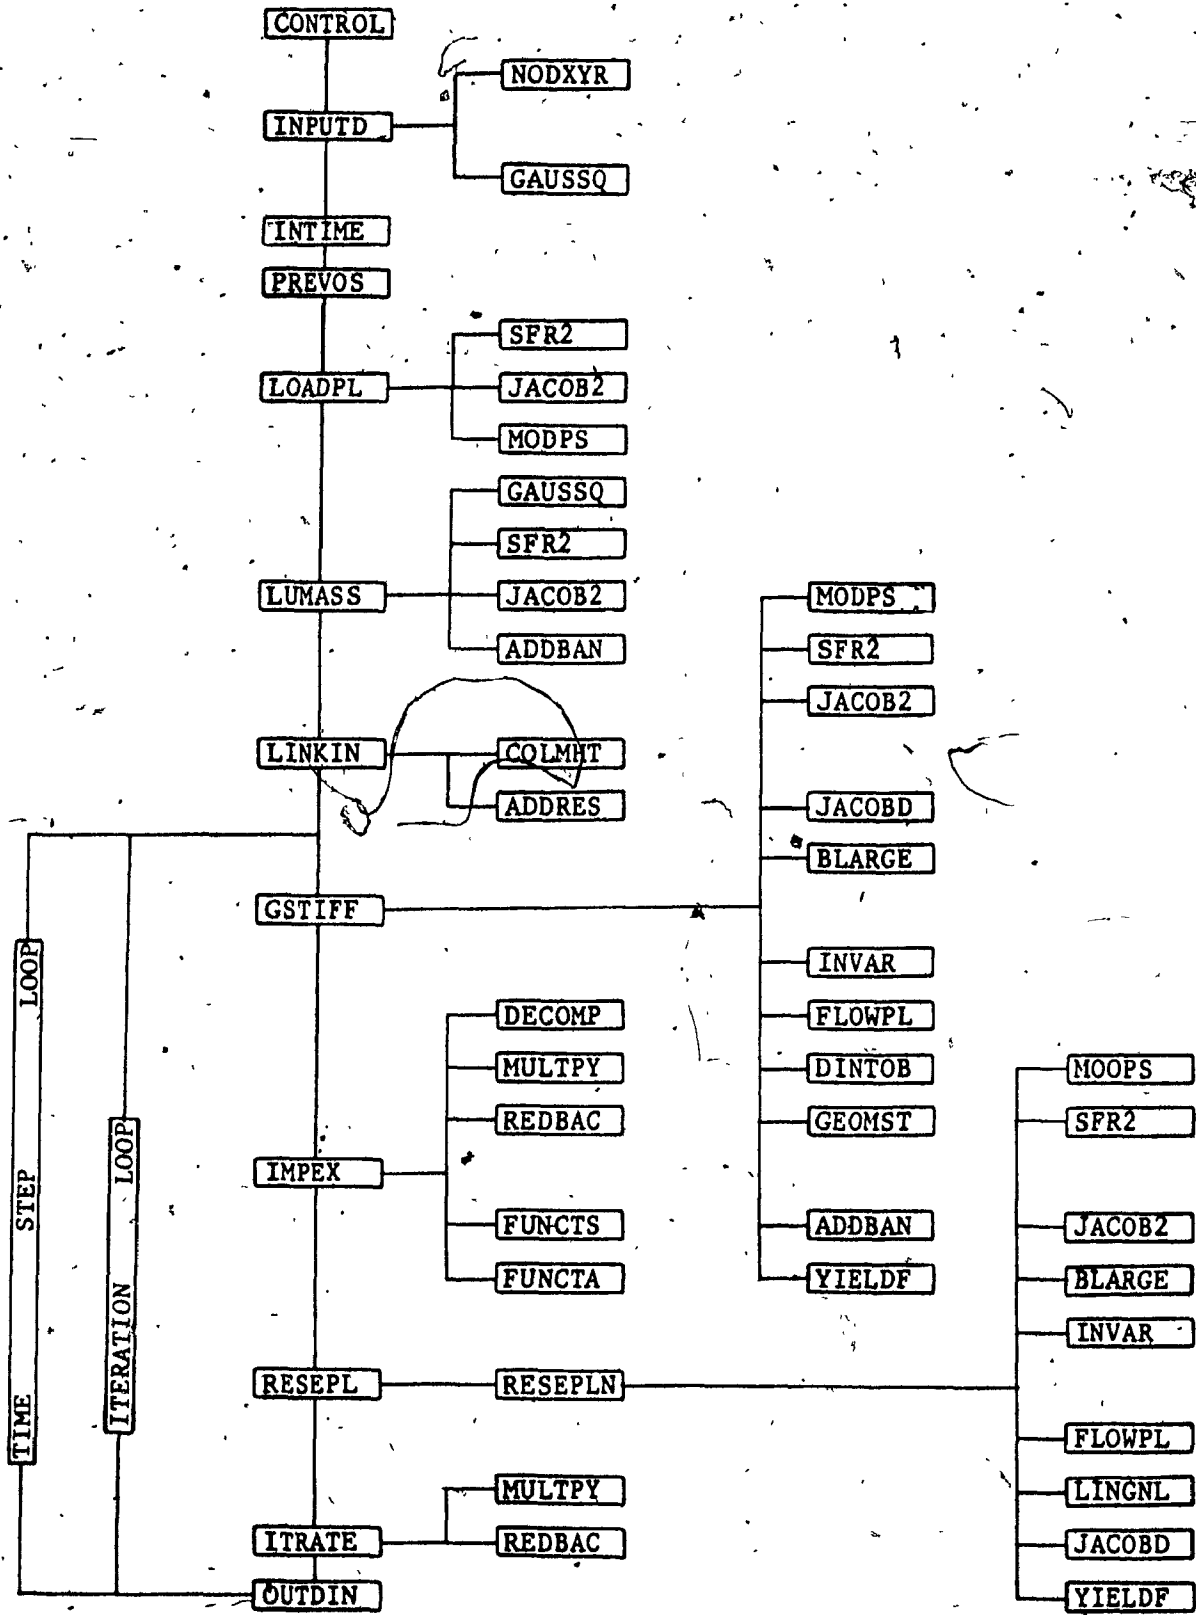 CONTROL
NODXYR
INPUTD
GAUSSQ
INTIME
PREVOS
SFR2
LOADPL
JACOB2
MODPS
GAUSSQ
SFR2
LUMASS
JACOB2
ADDBAN
MODPS
SFR2
JACOB2
LINKIN
COLMHT
ADDRES
JACOBD
BLARGE
GSTIFF
INVAR
FLOWPL
DINTOB
GEOMST
ADDBAN
YIELDF
DECOMP
MULTPY
REDBAC
IMPEX
FUNCTS
FUNCTA
MOOPS
SFR2
JACOB2
BLARGE
INVAR
RESEPL
RESEPLN
FLOWPL
LINGNL
JACOBD
YIELDF
MULTPY
ITRATE
REDBAC
OUTDIN
TIME STEP LOOP
ITERATION LOOP